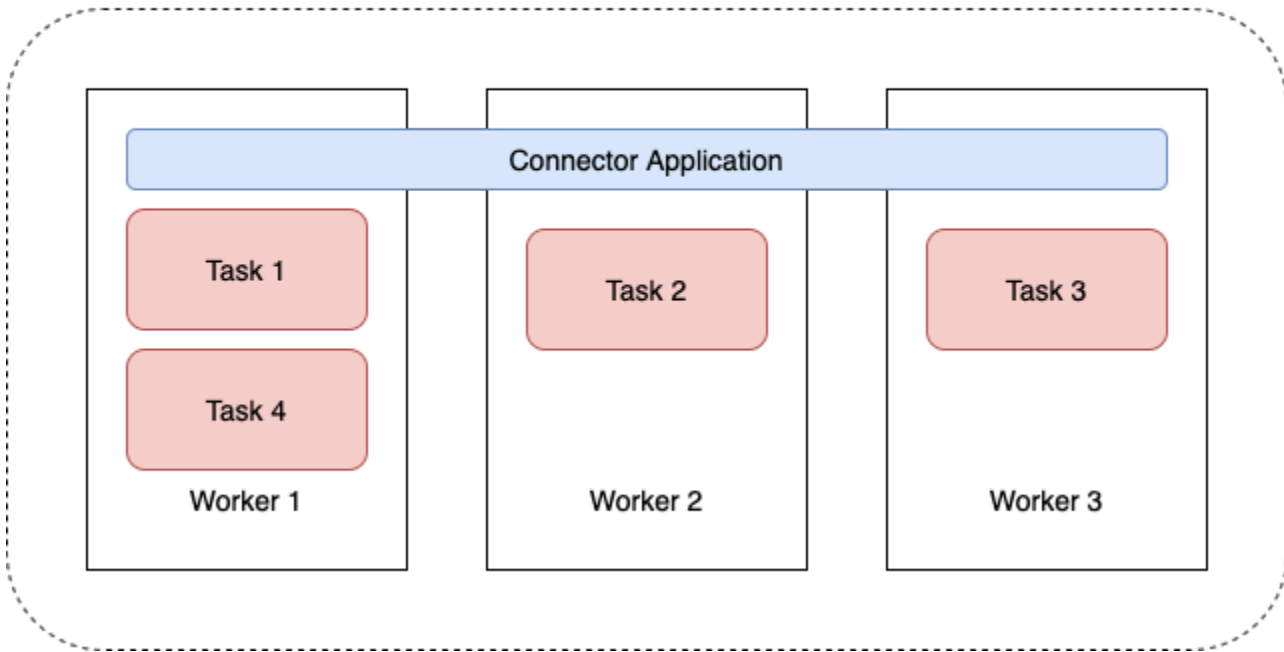 Connector Application
Task 1
Task 2
Task 3
Task 4
Worker 1
Worker 2
Worker 3